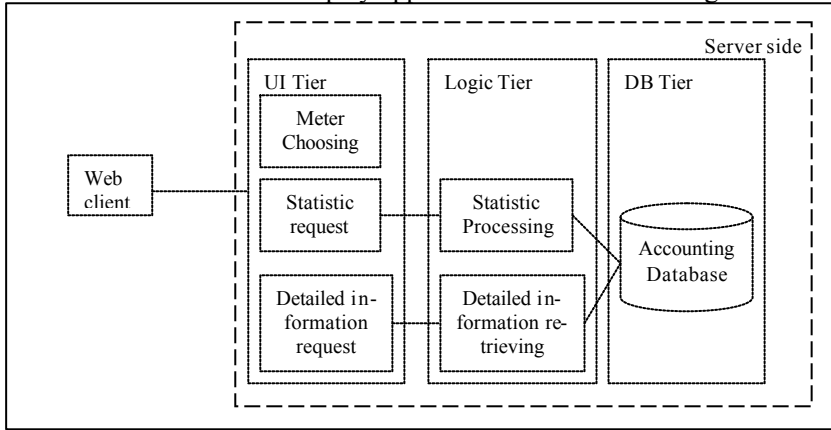 Server side
UI Tier
Logic Tier
DB Tier
Meter
Choosing
Web
client
Statistic
request
Statistic
Processing
Accounting
Database
Detailed in-
formation
request
Detailed in-
formation re-
trieving